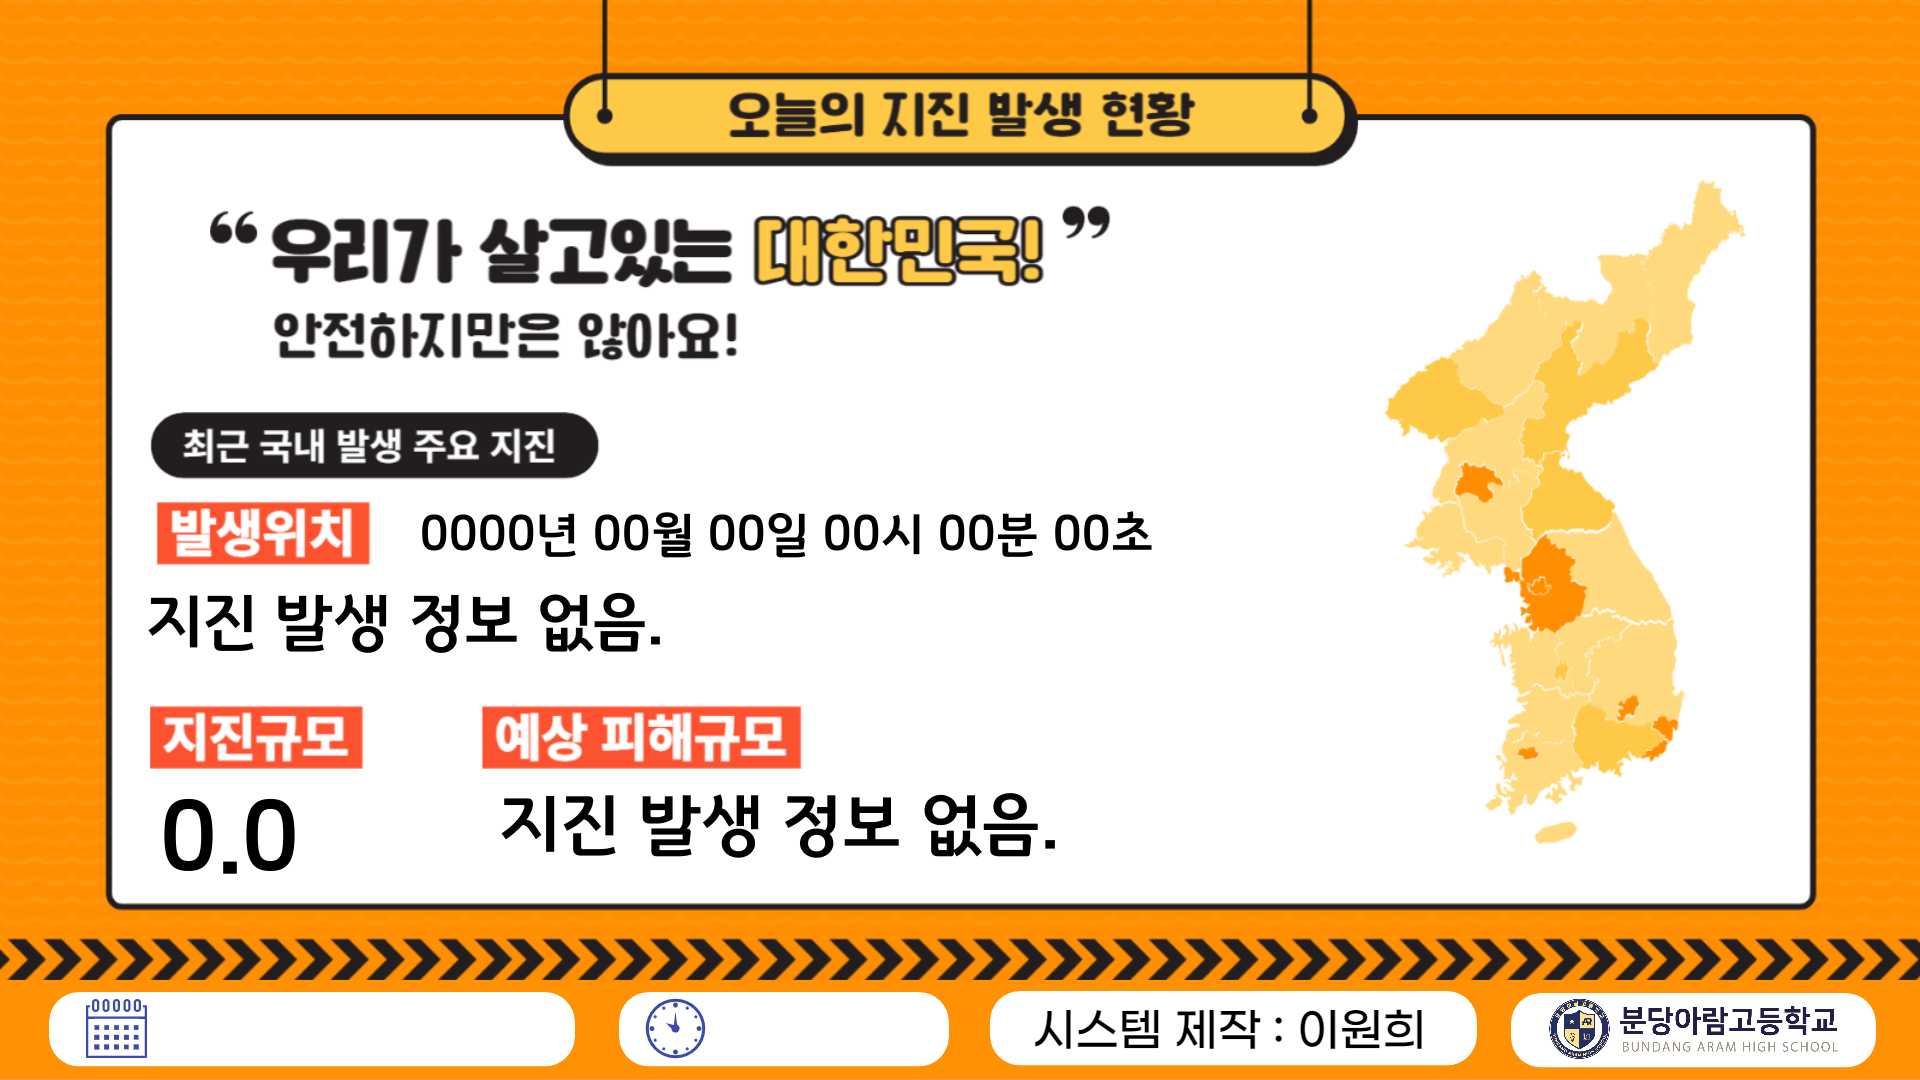 오늘의 지진 발생 현황
“우리가 살고있는 대한민국!”
안전하지만은 않아요!
최근 국내 발생 주요 지진
발생위치 0000년 00월 00일 00시 00분 00초
지진 발생 정보 없음.
지진규모 예상 피해규모
0.0 지진 발생 정보 없음.
00000
시스템 제작 : 이원희
분당아람고등학교
BUNDANG ARAM HIGH SCHOOL